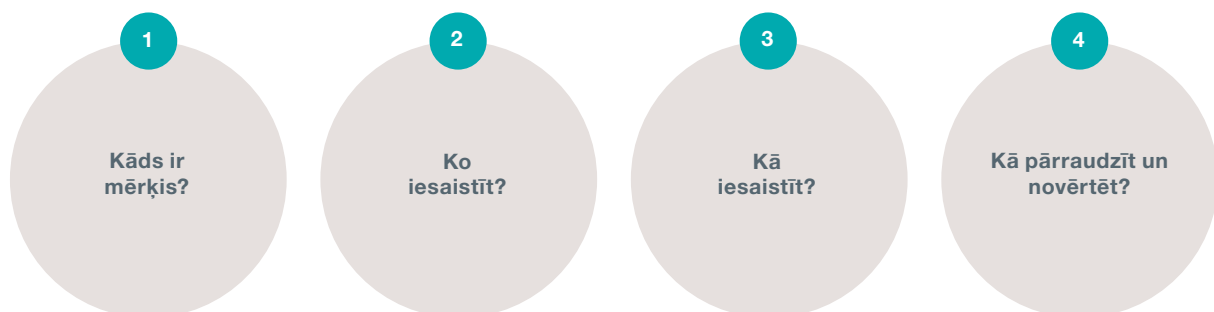 1
Kāds ir
mērķis?
2
Ko
iesaistīt?
3
Kā
iesaistīt?
4
Kā pārraudzīt un
novērtēt?